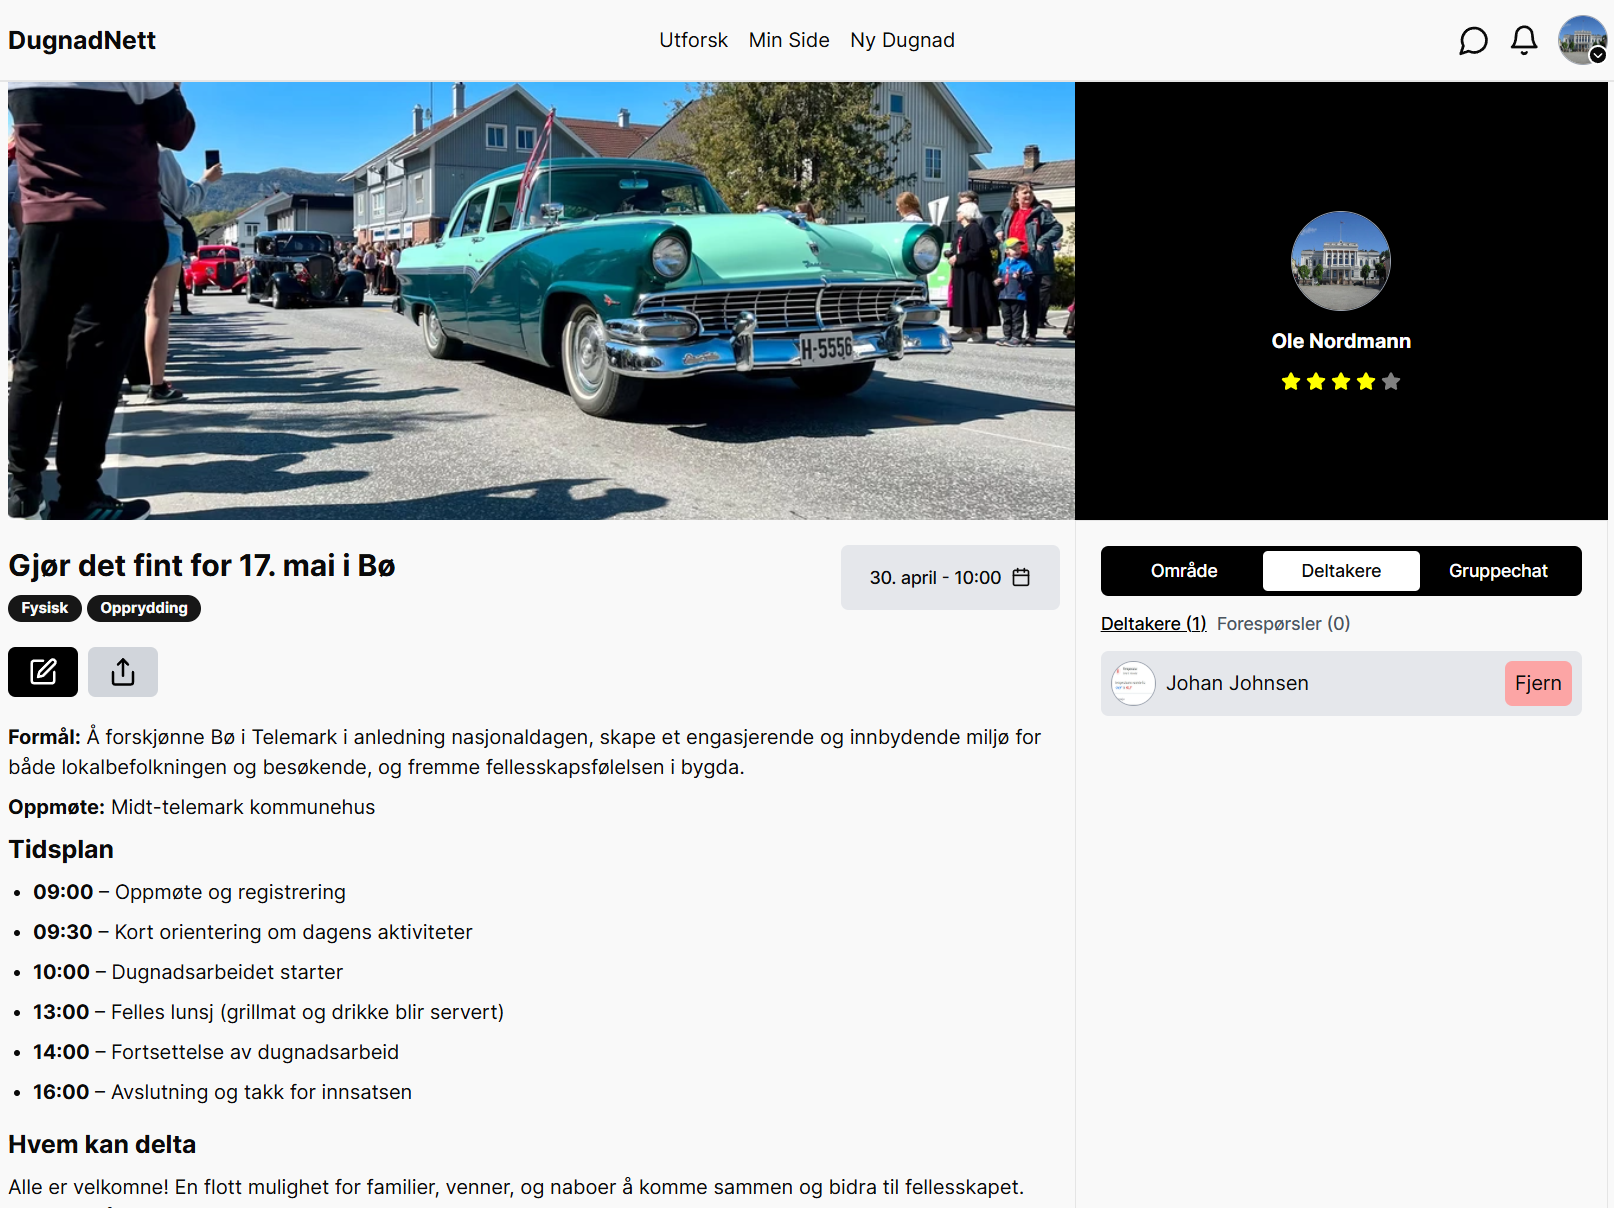 DugnadNett
Utforsk Min Side Ny Dugnad
H-5556
Ole Nordmann
Gjør det fint for 17. mai i Bø
Fysisk Opprydding
30. april - 10:00
Formål: Å forskjønne Bø i Telemark i anledning nasjonaldagen, skape et engasjerende og innbydende miljø for
både lokalbefolkningen og besøkende, og fremme fellesskapsfølelsen i bygda.
Oppmøte: Midt-telemark kommunehus
Tidsplan
• 09:00 – Oppmøte og registrering
• 09:30 – Kort orientering om dagens aktiviteter
• 10:00 – Dugnadsarbeidet starter
• 13:00 – Felles lunsj (grillmat og drikke blir servert)
• 14:00 – Fortsettelse av dugnadsarbeid
• 16:00 – Avslutning og takk for innsatsen
Hvem kan delta
Alle er velkomne! En flott mulighet for familier, venner, og naboer å komme sammen og bidra til fellesskapet.
Område Deltakere Gruppechat
Deltakere (1) Forespørsler (0)
Johan Johnsen Fjern